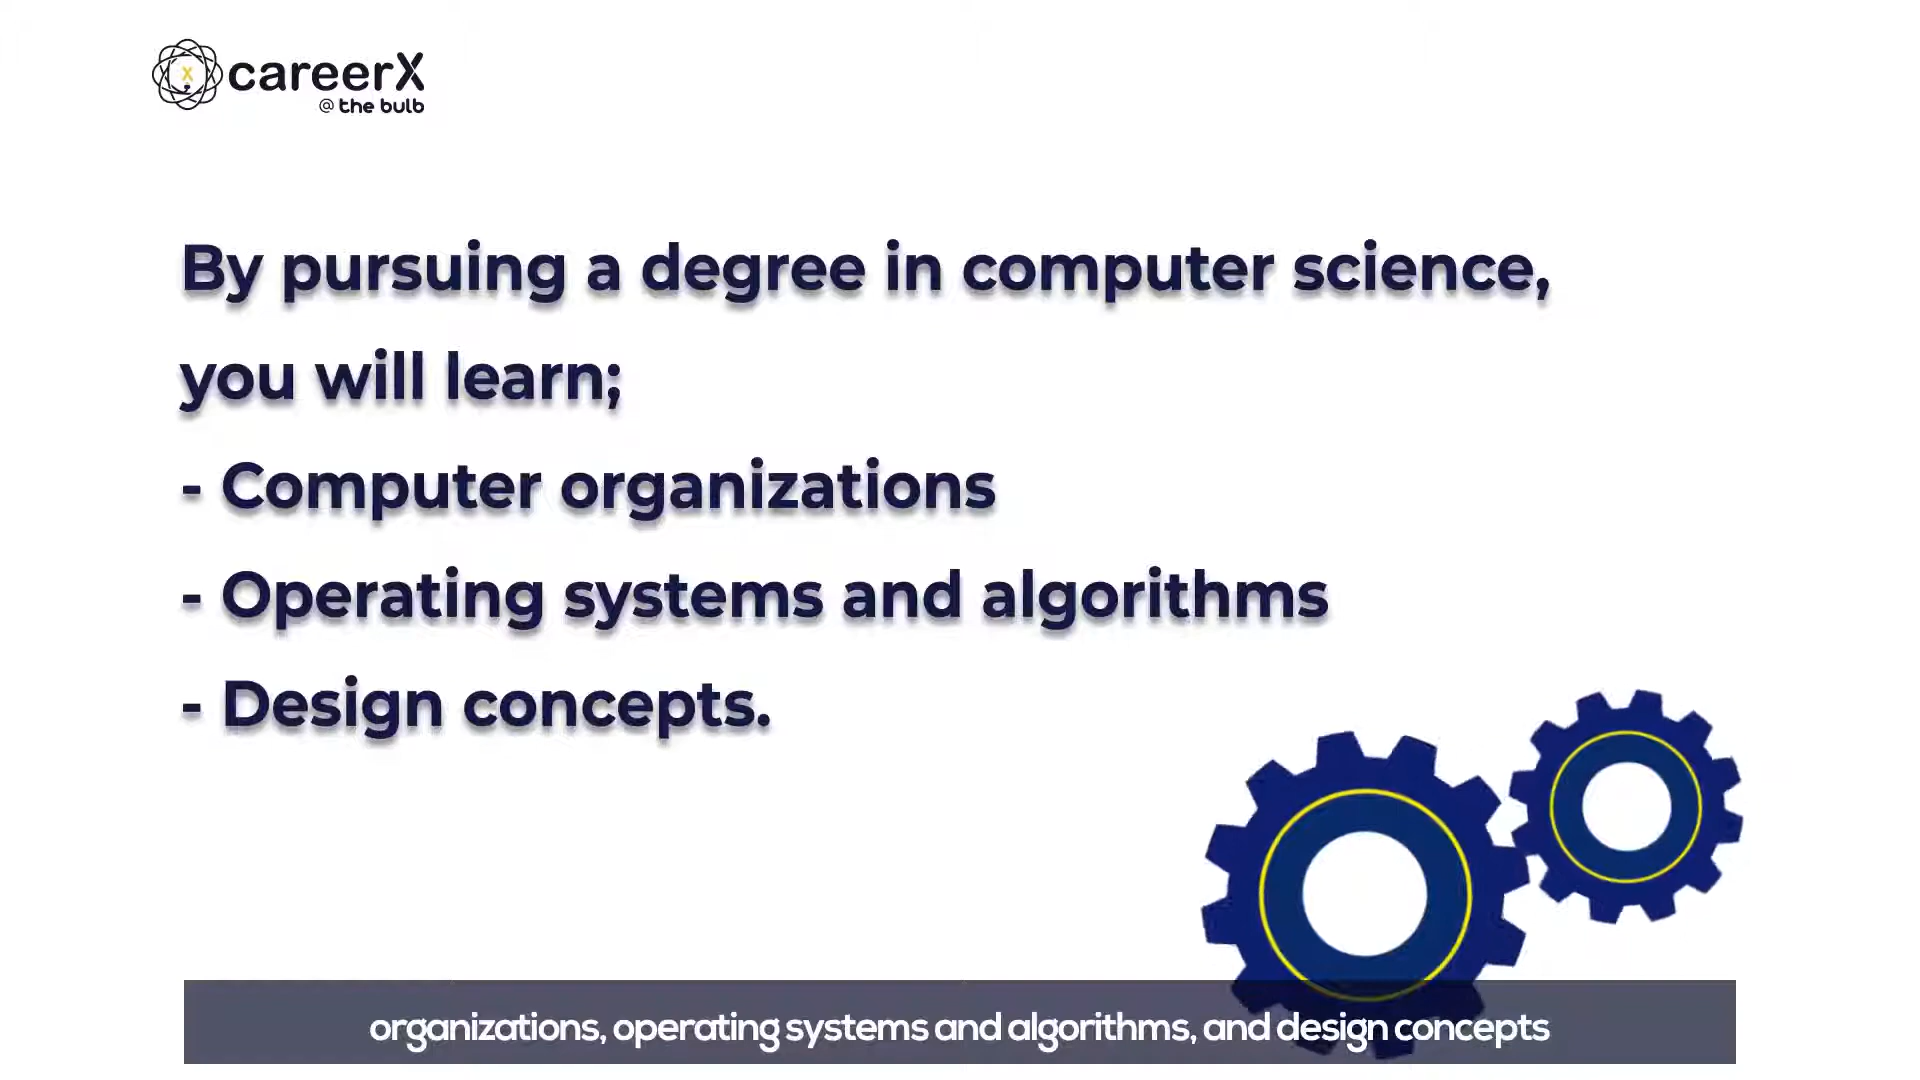 careerX
@ the bulb
By pursuing a degree in computer science,
you will learn;
- Computer organizations
- Operating systems and algorithms
- Design concepts.
organizations, operating systems and algorithms, and design concepts